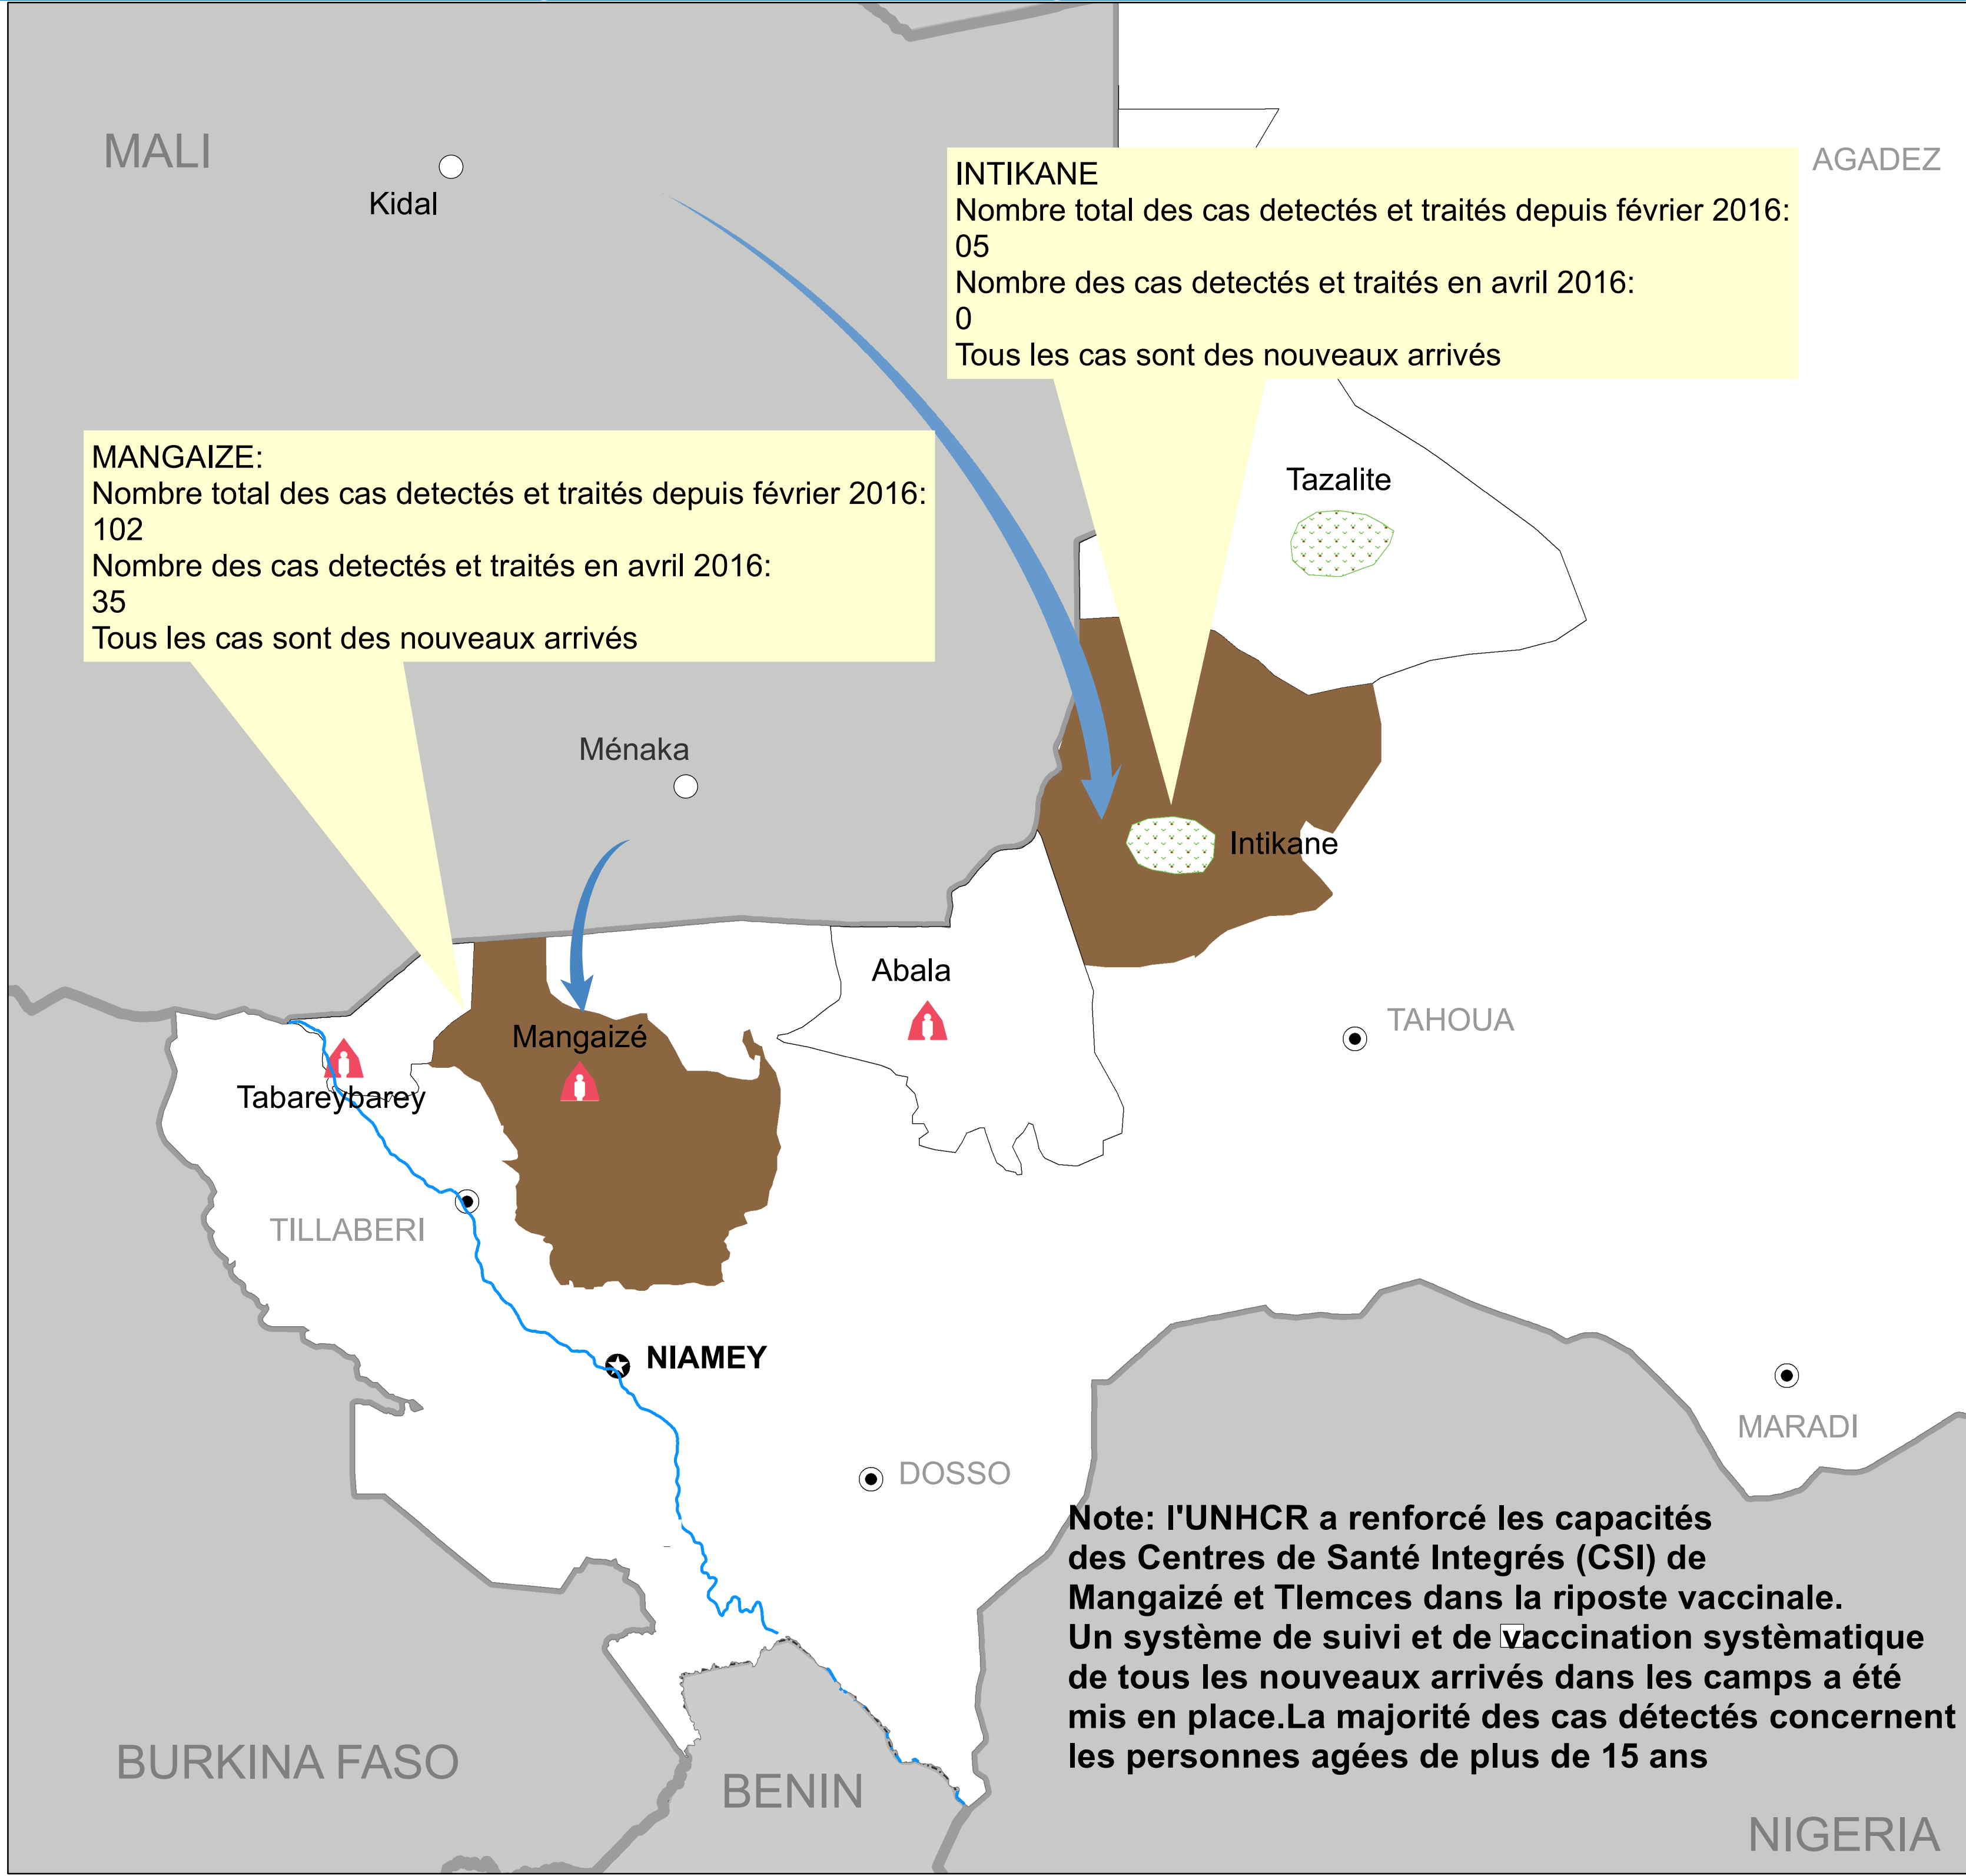 MALI
Kidal
AGADEZ
INTIKANE
Nombre total des cas detectés et traités depuis février 2016:
05
Nombre des cas detectés et traités en avril 2016:
0
Tous les cas sont des nouveaux arrivés
MANGAIZE:
Nombre total des cas detectés et traités depuis février 2016:
102
Nombre des cas detectés et traités en avril 2016:
35
Tous les cas sont des nouveaux arrivés
Tazalite
Ménaka
Intikane
Abala
Mangaizé
TAHOUA
Tabareybarey
TILLABERI
NIAMEY
MARADI
DOSSO
Note: l'UNHCR a renforcé les capacités
des Centres de Santé Integrés (CSI) de
Mangaizé et Tlemces dans la riposte vaccinale.
Un système de suivi et de vaccination systèmatique
de tous les nouveaux arrivés dans les camps a été
mis en place.La majorité des cas détectés concernent
les personnes agées de plus de 15 ans
BURKINA FASO
BENIN
NIGERIA